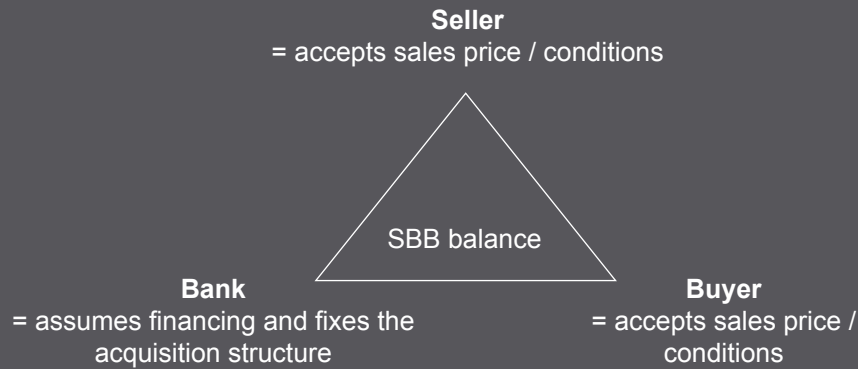 Seller
= accepts sales price / conditions
SBB balance
Bank
= assumes financing and fixes the
acquisition structure
Buyer
= accepts sales price /
conditions